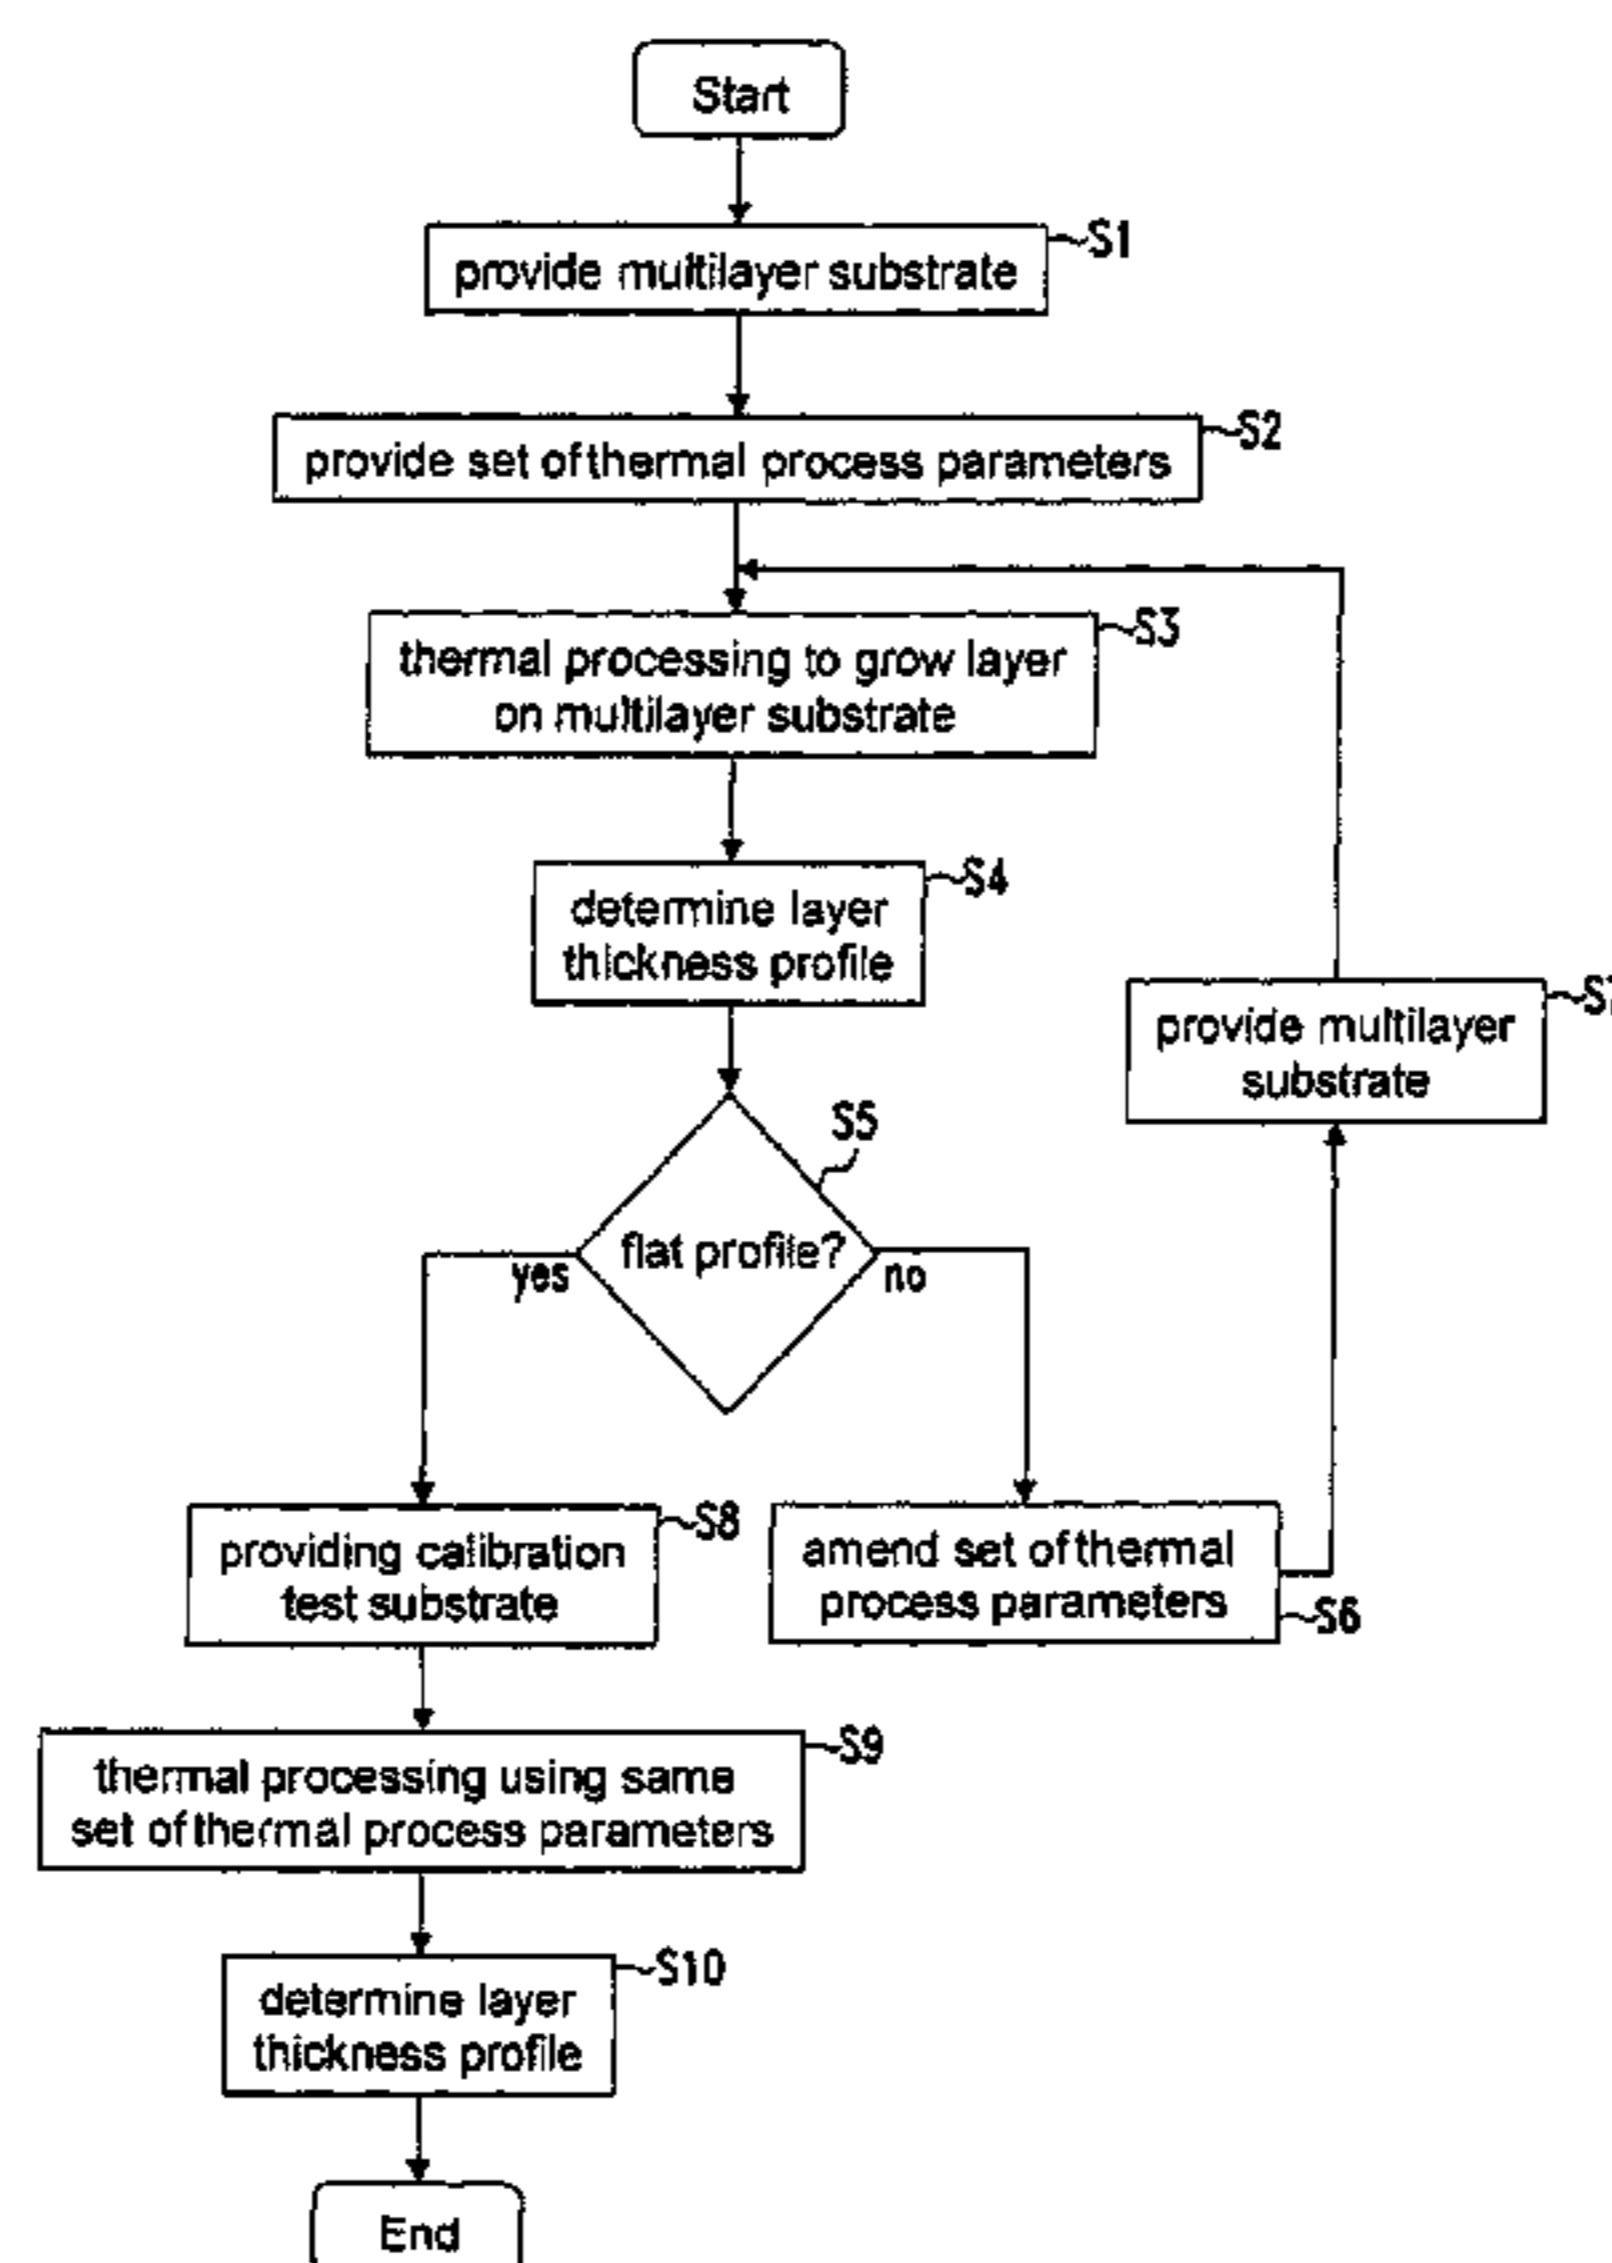 Start
provide multilayer substrate
S1
provide set of thermal process parameters
S2
thermal processing to grow layer
on multilayer substrate
S3
determine layer
thickness profile
S4
provide multilayer
substrate
flat profile?
S5
yes
no
providing calibration
test substrate
S8
amend set of thermal
process parameters
S6
thermal processing using same
set of thermal process parameters
S9
determine layer
thickness profile
S10
End